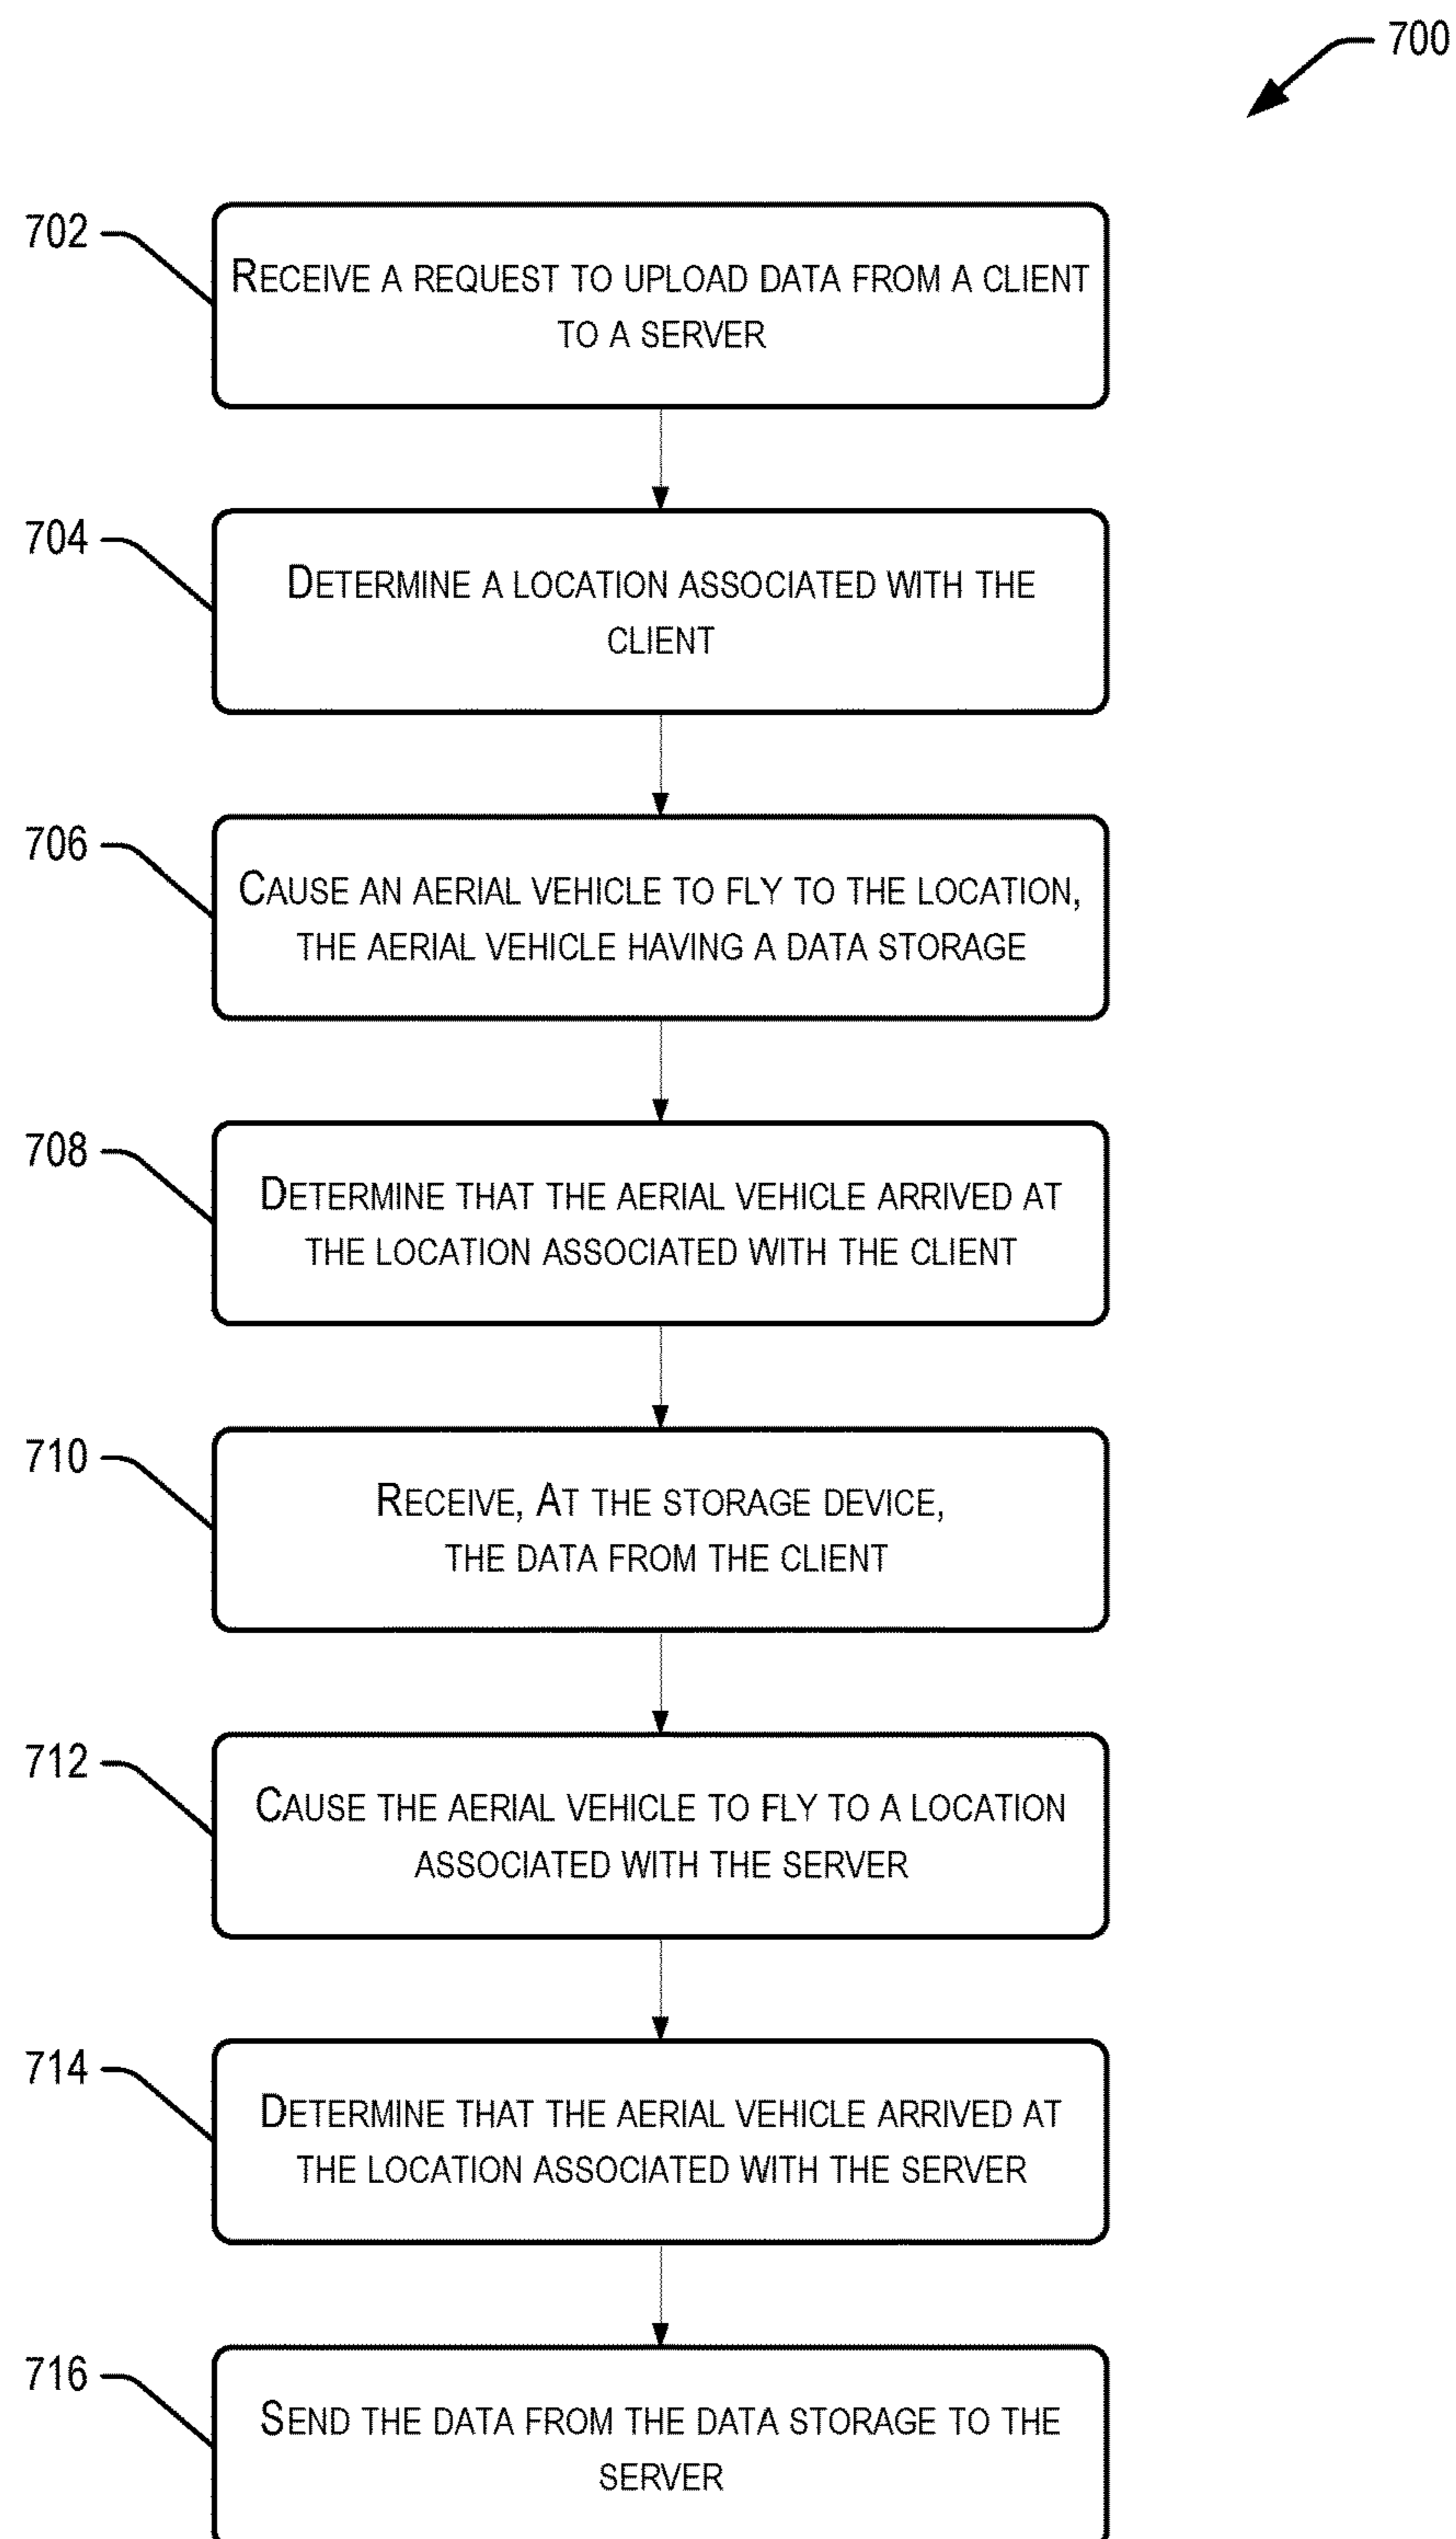 700
702
RECEIVE A REQUEST TO UPLOAD DATA FROM A CLIENT
TO A SERVER
704
DETERMINE A LOCATION ASSOCIATED WITH THE
CLIENT
706
CAUSE AN AERIAL VEHICLE TO FLY TO THE LOCATION,
THE AERIAL VEHICLE HAVING A DATA STORAGE
708
DETERMINE THAT THE AERIAL VEHICLE ARRIVED AT
THE LOCATION ASSOCIATED WITH THE CLIENT
710
RECEIVE, AT THE STORAGE DEVICE,
THE DATA FROM THE CLIENT
712
CAUSE THE AERIAL VEHICLE TO FLY TO A LOCATION
ASSOCIATED WITH THE SERVER
714
DETERMINE THAT THE AERIAL VEHICLE ARRIVED AT
THE LOCATION ASSOCIATED WITH THE SERVER
716
SEND THE DATA FROM THE DATA STORAGE TO THE
SERVER